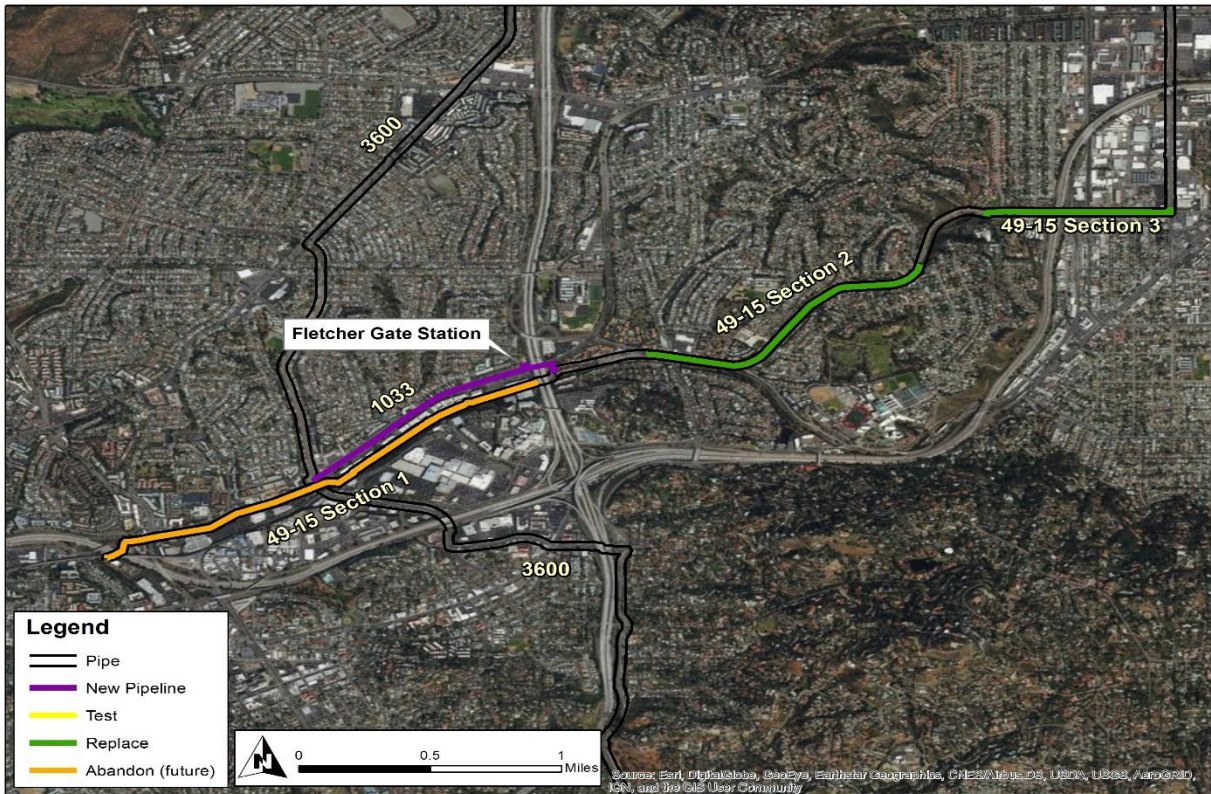 3600
49-15 Section 3
49-15 Section 2
Fletcher Gate Station
1033
49-15 Section 1
3600
Legend
Pipe
New Pipeline
Test
Replace
Abandon (future)
N
0 0.5 1
Miles
Source: Esri, DigitalGlobe, GeoEye, Earthstar Geographics, CNES/Airbus DS, USDA, USGS, AeroGRID,
IGN, and the GIS User Community